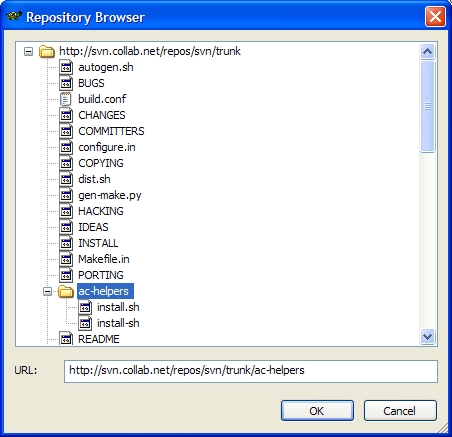 Repository Browser
http://svn.collab.net/repos/svn/trunk
autogen.sh
BUGS
build.conf
CHANGES
COMMITTERS
configure.in
COPYING
dist.sh
gen-make.py
HACKING
IDEAS
INSTALL
Makefile.in
PORTING
ac-helpers
install.sh
install-sh
README
URL: http://svn.collab.net/repos/svn/trunk/ac-helpers
OK Cancel